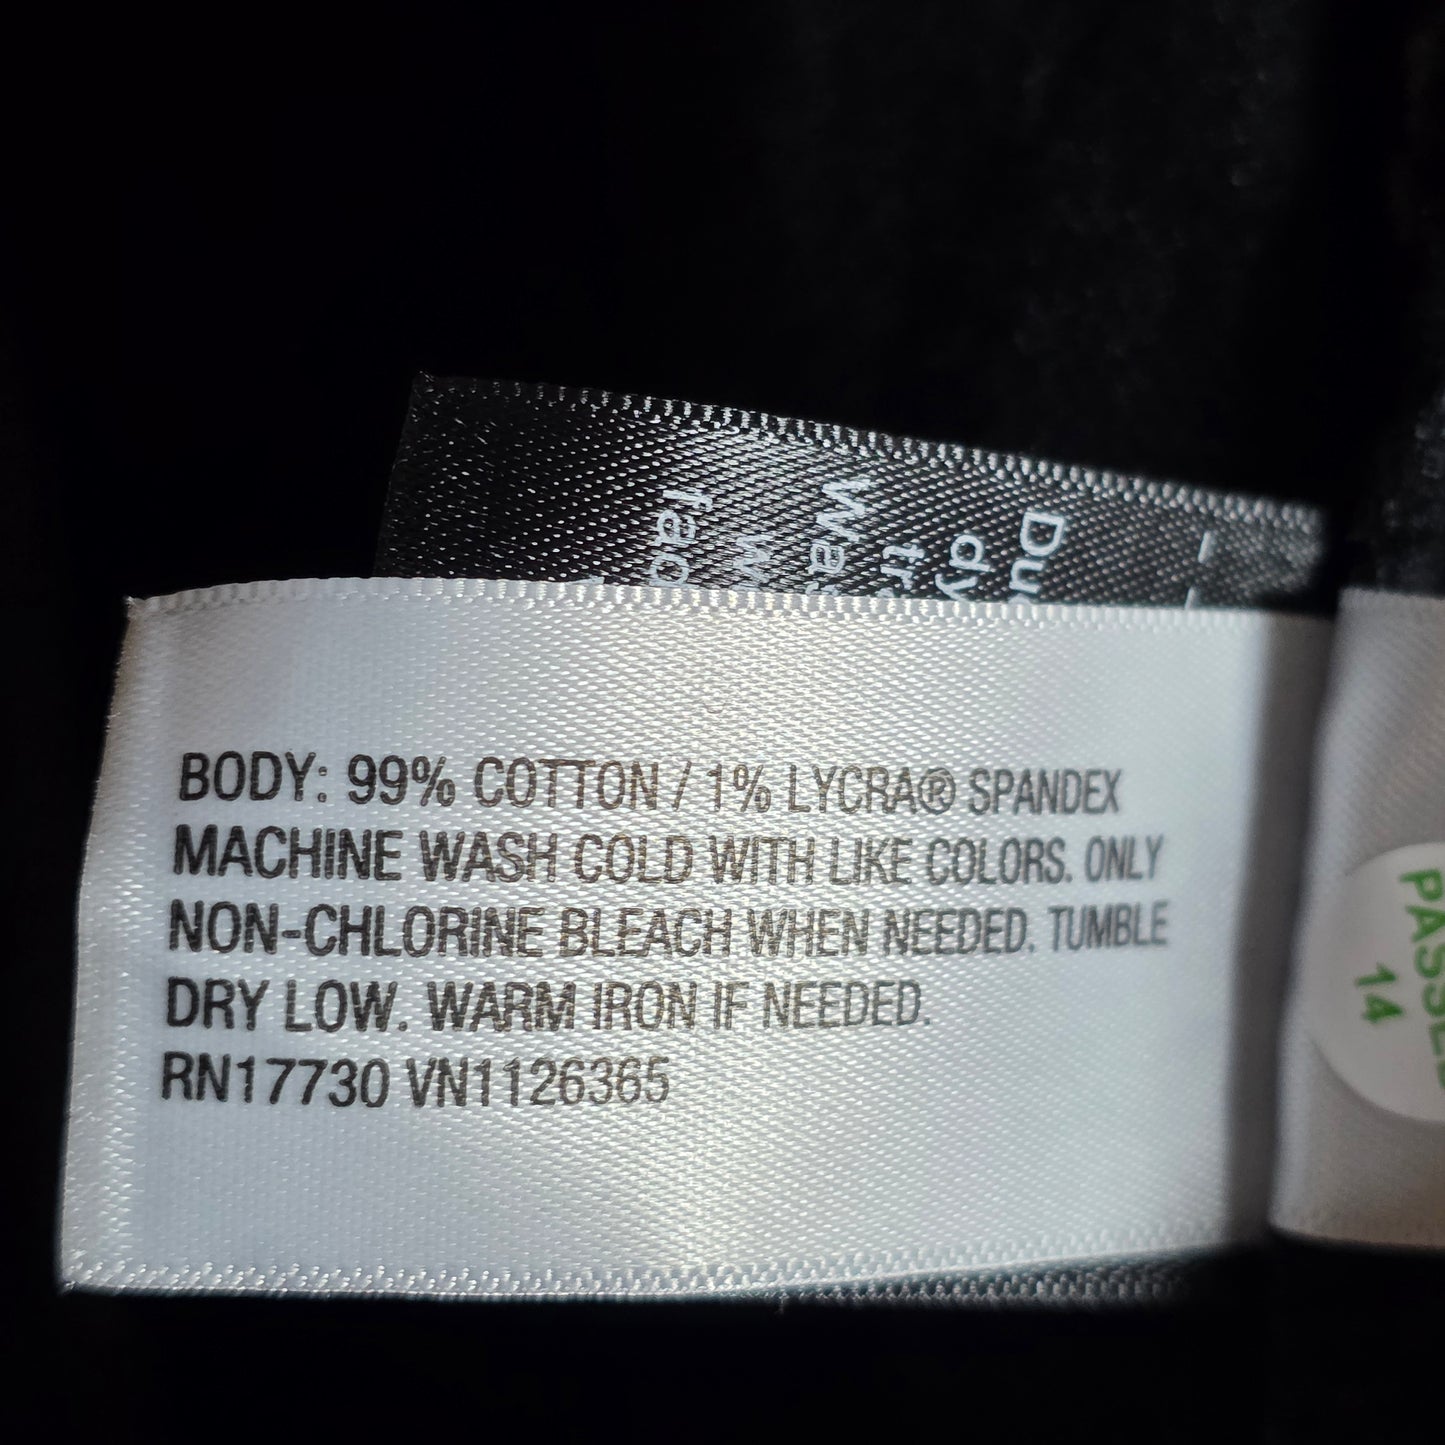 BODY: 99% COTTON / 1% LYCRA® SPANDEX
MACHINE WASH COLD WITH LIKE COLORS. ONLY
NON-CHLORINE BLEACH WHEN NEEDED. TUMBLE
DRY LOW. WARM IRON IF NEEDED.
RN17730 VN1126365
14